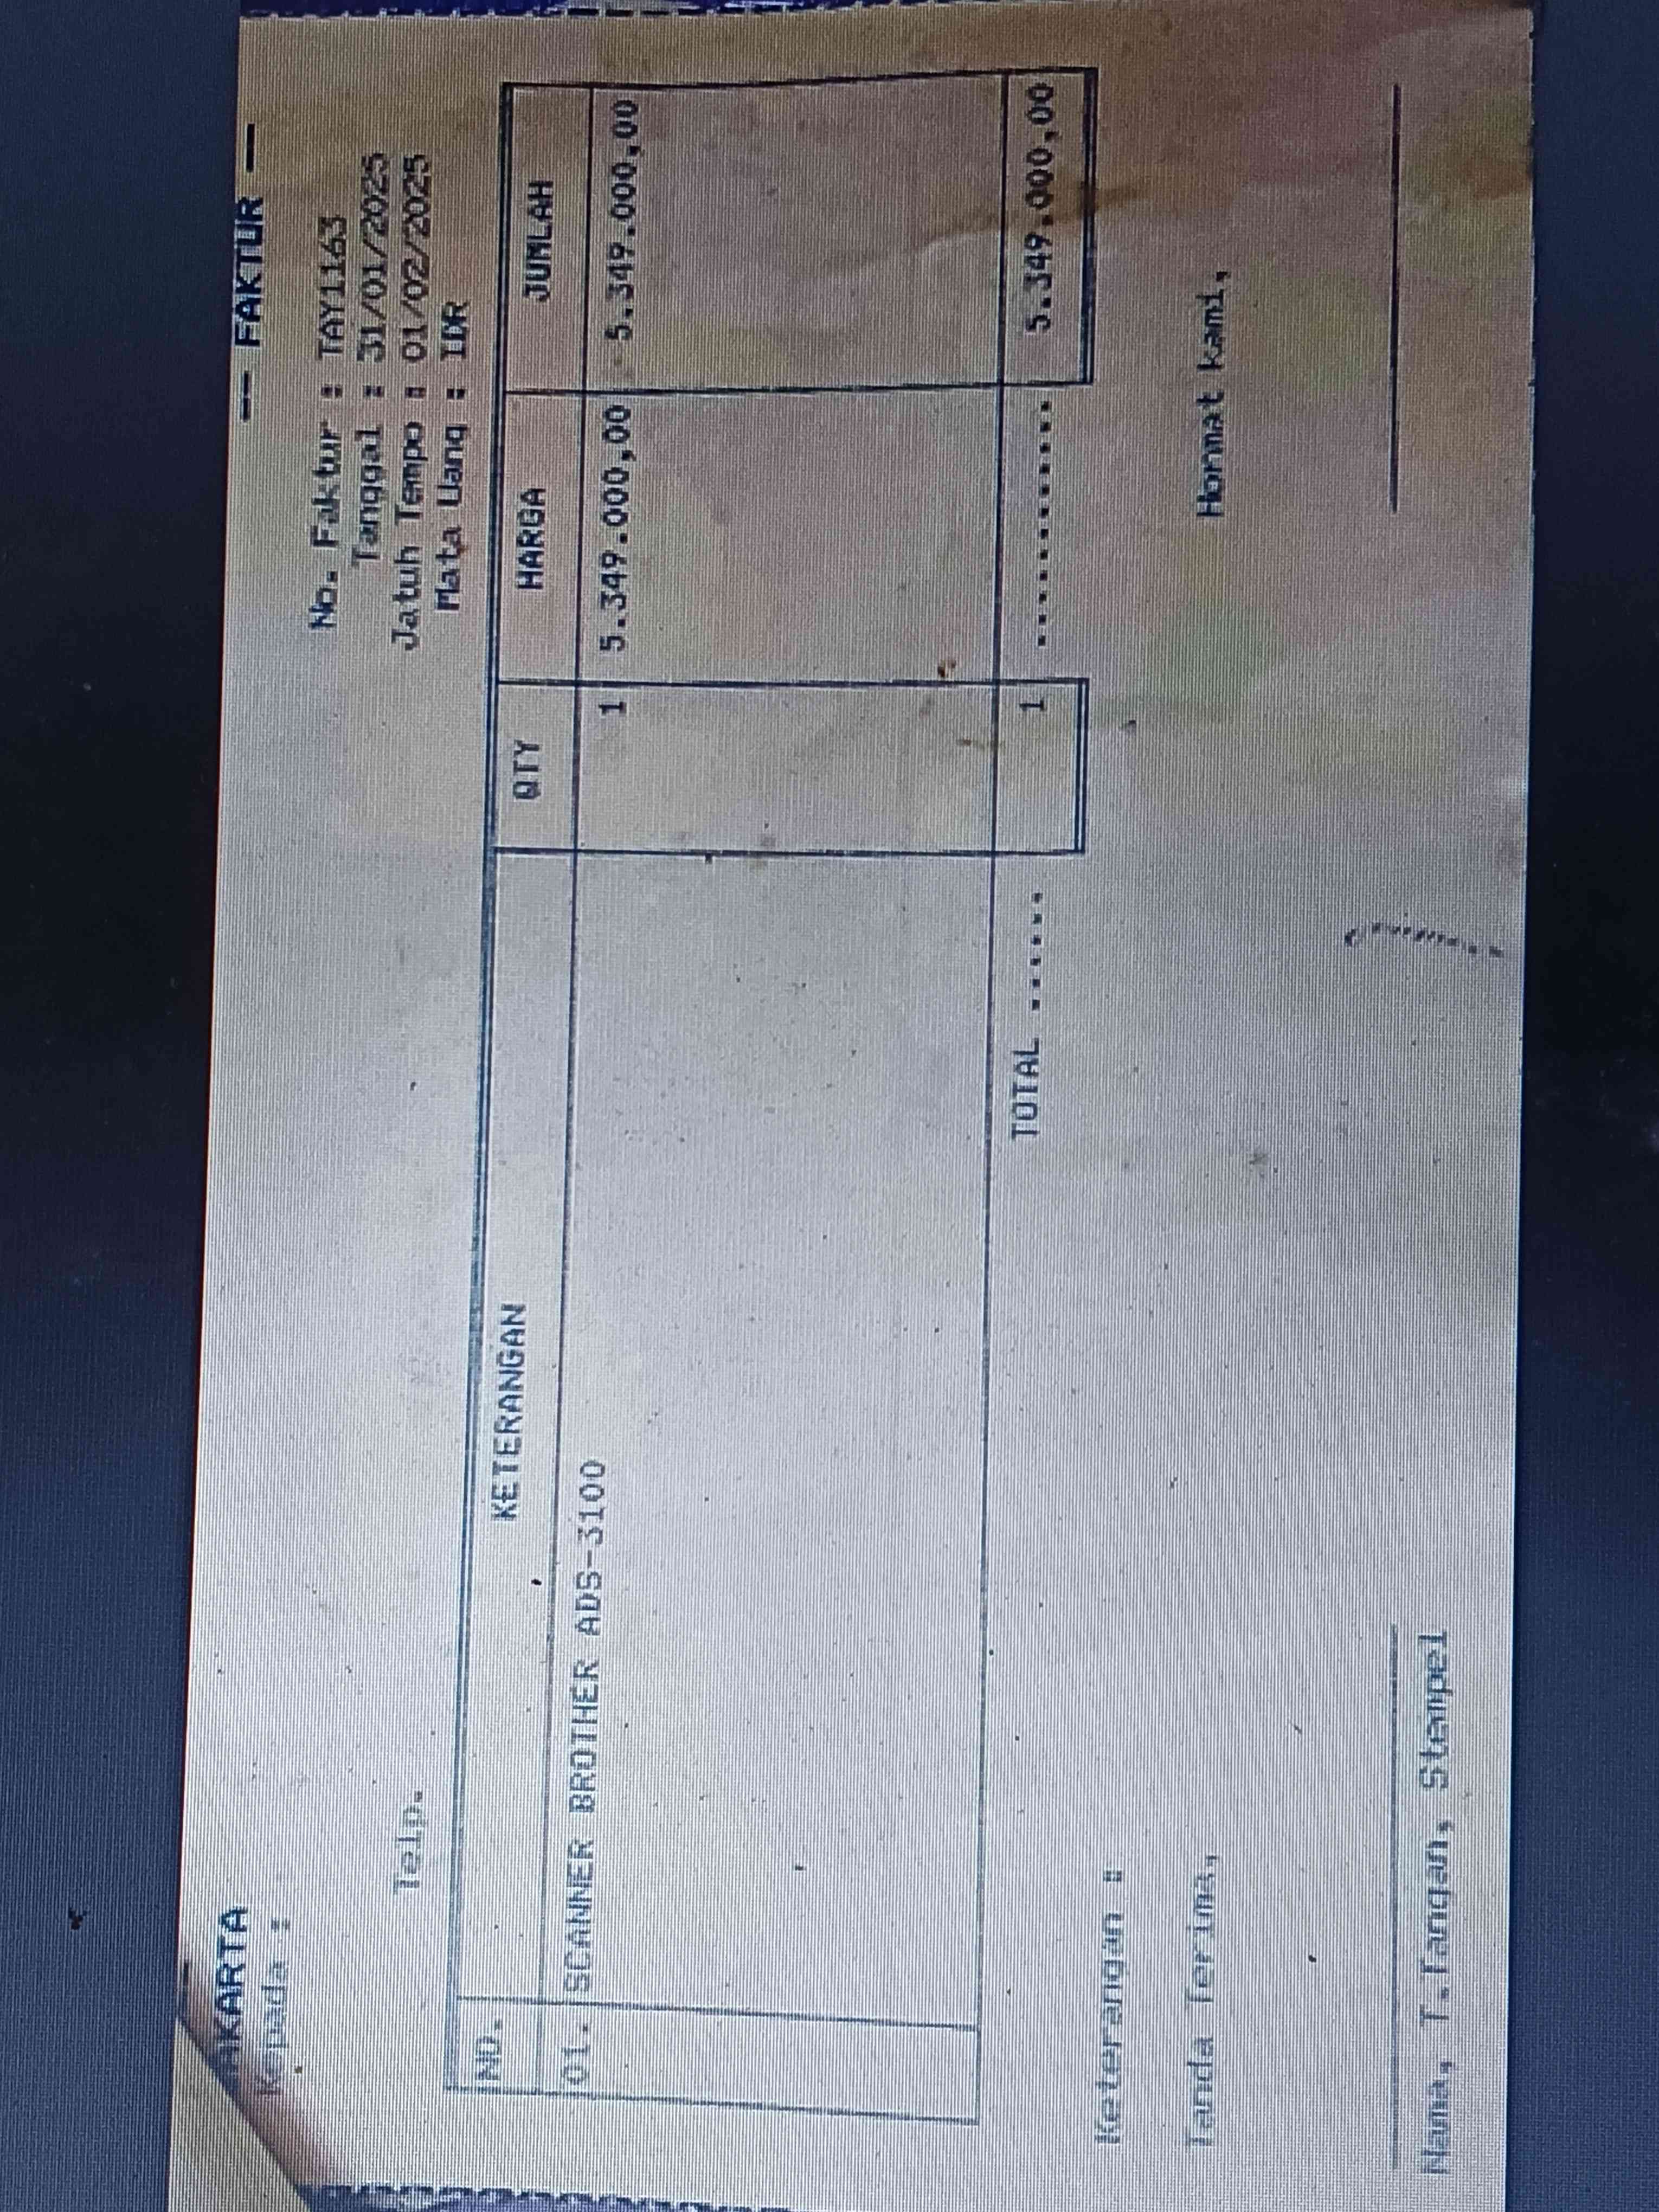 -- FAKTUR --
AKARTA
Kepada :
No. Faktur : TAY1163
Tanggal : 31/01/2025
Telp. Jatuh Tempo : 01/02/2025
Mata Uang : IDR
NO. KETERANGAN QTY HARGA JUMLAH
01. SCANNER BROTHER ADS-3100 1 5.349.000,00 5.349.000,00
TOTAL ...... 1 ............. 5.349.000,00
Keterangan :
Tanda Terima, Hormat kami,
Nama, T.Tangan, Stempel